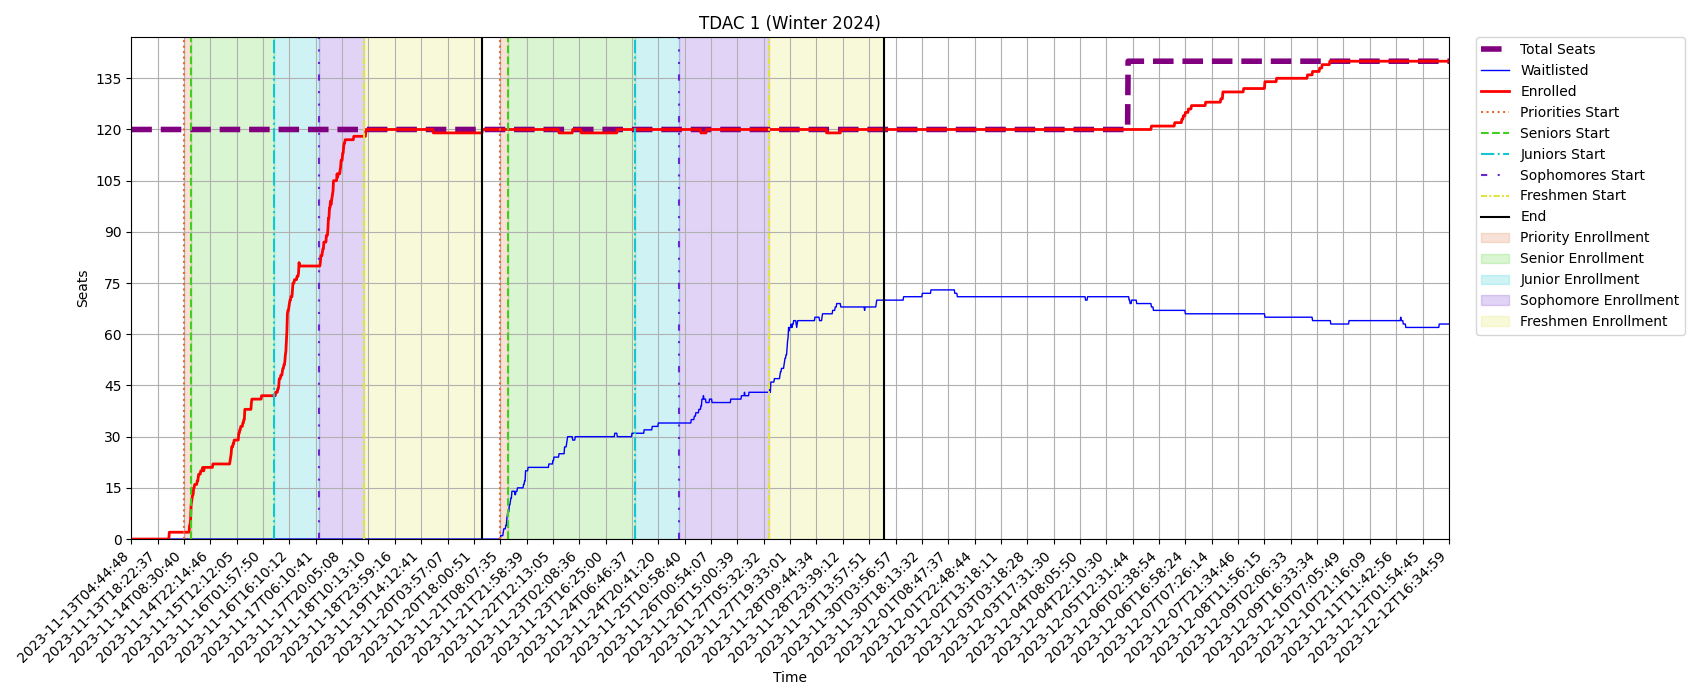 TDAC 1 (Winter 2024)
Seats
135
120
105
90
75
60
45
30
15
0
2023-11-13T04:44:48
2023-11-13T18:22:37
2023-11-14T08:30:40
2023-11-14T22:14:46
2023-11-15T12:12:05
2023-11-16T01:57:50
2023-11-16T16:10:12
2023-11-17T06:10:41
2023-11-17T20:05:08
2023-11-18T10:13:10
2023-11-18T23:59:16
2023-11-19T14:12:41
2023-11-20T03:57:07
2023-11-20T18:00:51
2023-11-21T08:07:35
2023-11-21T21:58:39
2023-11-22T12:13:05
2023-11-23T02:08:36
2023-11-23T16:25:00
2023-11-24T06:46:37
2023-11-24T20:41:20
2023-11-25T10:58:40
2023-11-26T00:54:07
2023-11-26T15:00:39
2023-11-27T05:32:32
2023-11-27T19:33:01
2023-11-28T09:44:34
2023-11-28T23:39:12
2023-11-29T13:57:51
2023-11-30T03:56:57
2023-11-30T18:13:32
2023-12-01T08:47:37
2023-12-01T22:48:44
2023-12-02T13:18:11
2023-12-03T03:18:28
2023-12-03T17:31:30
2023-12-04T08:05:50
2023-12-04T22:10:30
2023-12-05T12:31:44
2023-12-06T02:38:54
2023-12-06T16:58:24
2023-12-07T07:26:14
2023-12-07T21:34:46
2023-12-08T11:56:15
2023-12-09T02:06:33
2023-12-09T16:33:34
2023-12-10T07:05:49
2023-12-10T21:16:09
2023-12-11T11:42:56
2023-12-12T01:54:45
2023-12-12T16:34:59
Time
Total Seats
Waitlisted
Enrolled
Priorities Start
Seniors Start
Juniors Start
Sophomores Start
Freshmen Start
End
Priority Enrollment
Senior Enrollment
Junior Enrollment
Sophomore Enrollment
Freshmen Enrollment